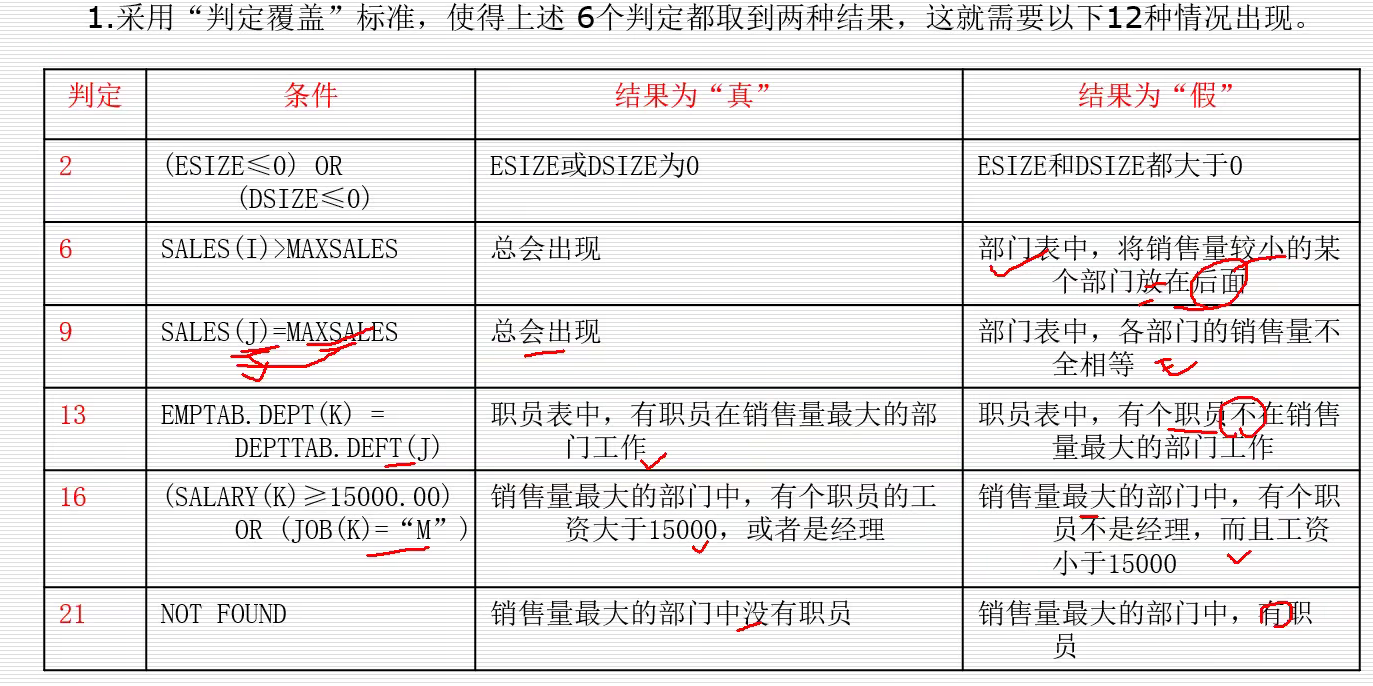 1.采用“判定覆盖”标准，使得上述 6个判定都取到两种结果，这就需要以下12种情况出现。
判定 条件 结果为“真” 结果为“假”
2 (ESIZE≤0) OR ESIZE或DSIZE为0 ESIZE和DSIZE都大于0
(DSIZE≤0)
6 SALES(I)>MAXSALES 总会出现 部门表中，将销售量较小的某
个部门放在后面
9 SALES(J)=MAXSALES 总会出现 部门表中，各部门的销售量不
全相等
13 EMPTAB.DEPT(K) = 职员表中，有职员在销售量最大的部 职员表中，有个职员不在销售
DEPTTAB.DEFT(J) 门工作 量最大的部门工作
16 (SALARY(K)≥15000.00) 销售量最大的部门中，有个职员的工 销售量最大的部门中，有个职
OR (JOB(K)=“M”) 资大于15000，或者是经理 员不是经理，而且工资
小于15000
21 NOT FOUND 销售量最大的部门中没有职员 销售量最大的部门中，有职
员